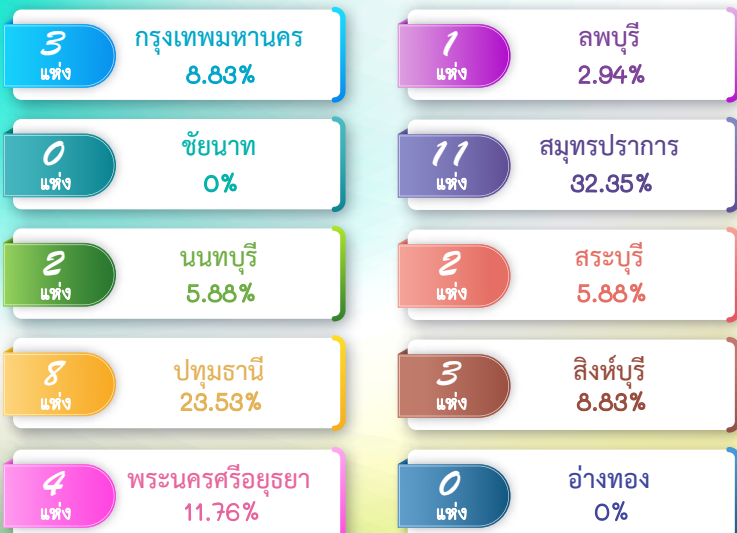 3
แห่ง
กรุงเทพมหานคร
8.83%
1
แห่ง
ลพบุรี
2.94%
0
แห่ง
ชัยนาท
0%
11
แห่ง
สมุทรปราการ
32.35%
2
แห่ง
นนทบุรี
5.88%
2
แห่ง
สระบุรี
5.88%
8
แห่ง
ปทุมธานี
23.53%
3
แห่ง
สิงห์บุรี
8.83%
4
แห่ง
พระนครศรีอยุธยา
11.76%
0
แห่ง
อ่างทอง
0%